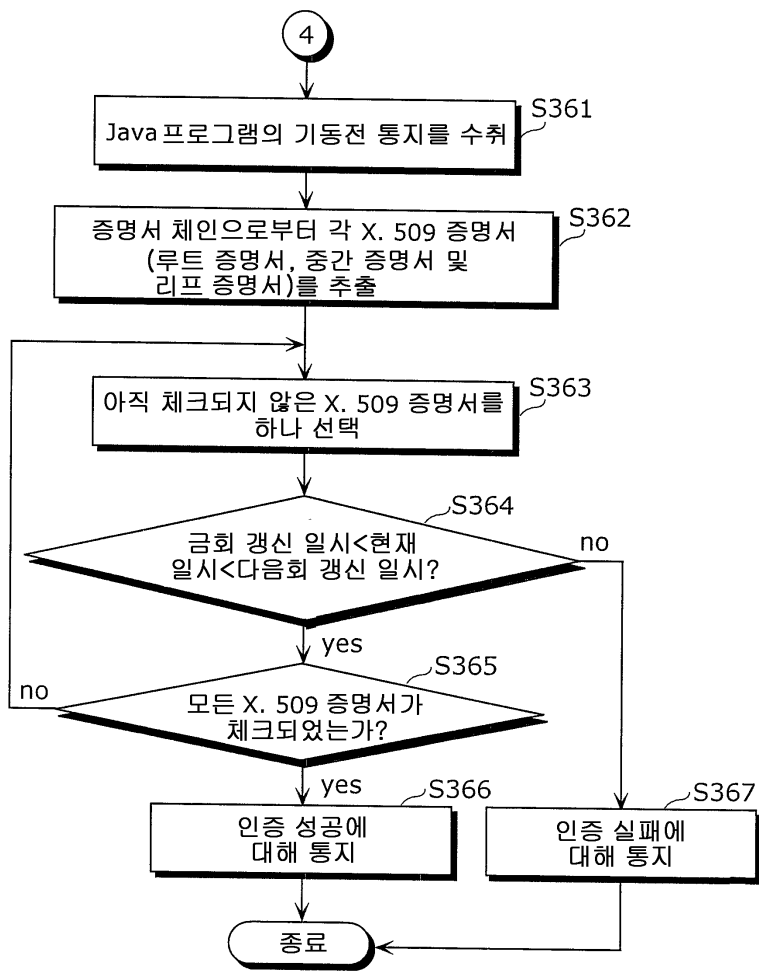 4
S361
Java 프로그램의 기동전 통지를 수취
S362
증명서 체인으로부터 각 X. 509 증명서
(루트 증명서, 중간 증명서 및
리프 증명서)를 추출
S363
아직 체크되지 않은 X. 509 증명서를
하나 선택
S364
금회 갱신 일시<현재
일시<다음회 갱신 일시?
no
yes
S365
no
모든 X. 509 증명서가
체크되었는가?
yes
S366
인증 성공에
대해 통지
S367
인증 실패에
대해 통지
종료